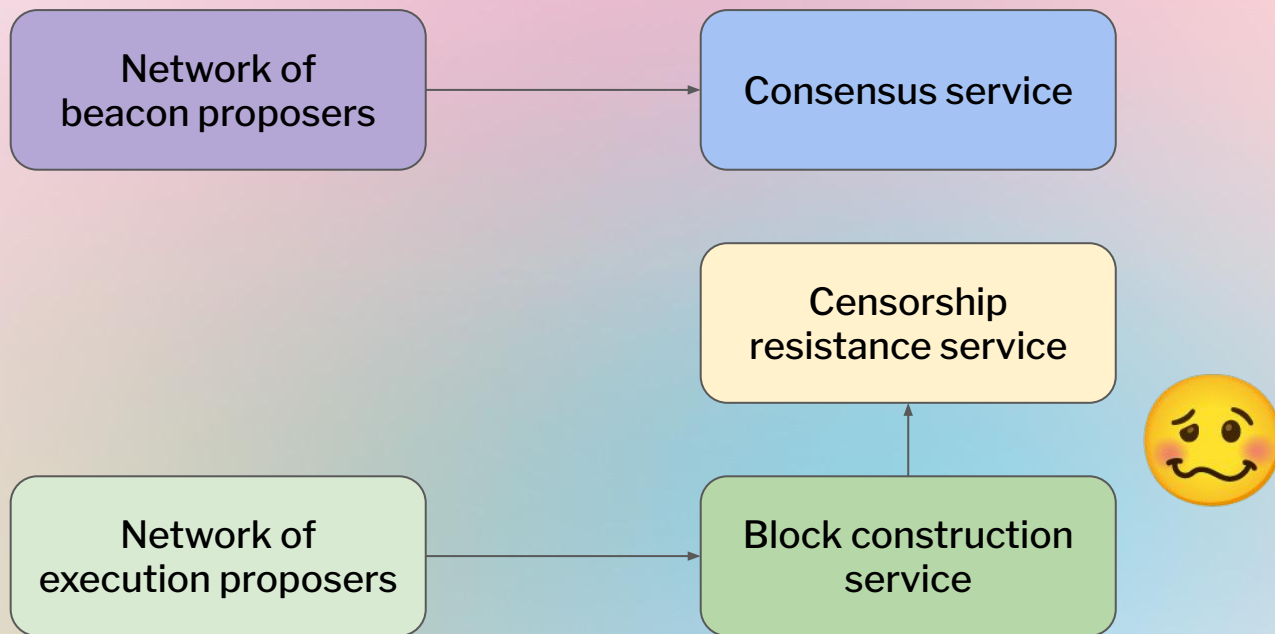 Network of
beacon proposers
Consensus service
Censorship
resistance service
Network of
execution proposers
Block construction
service